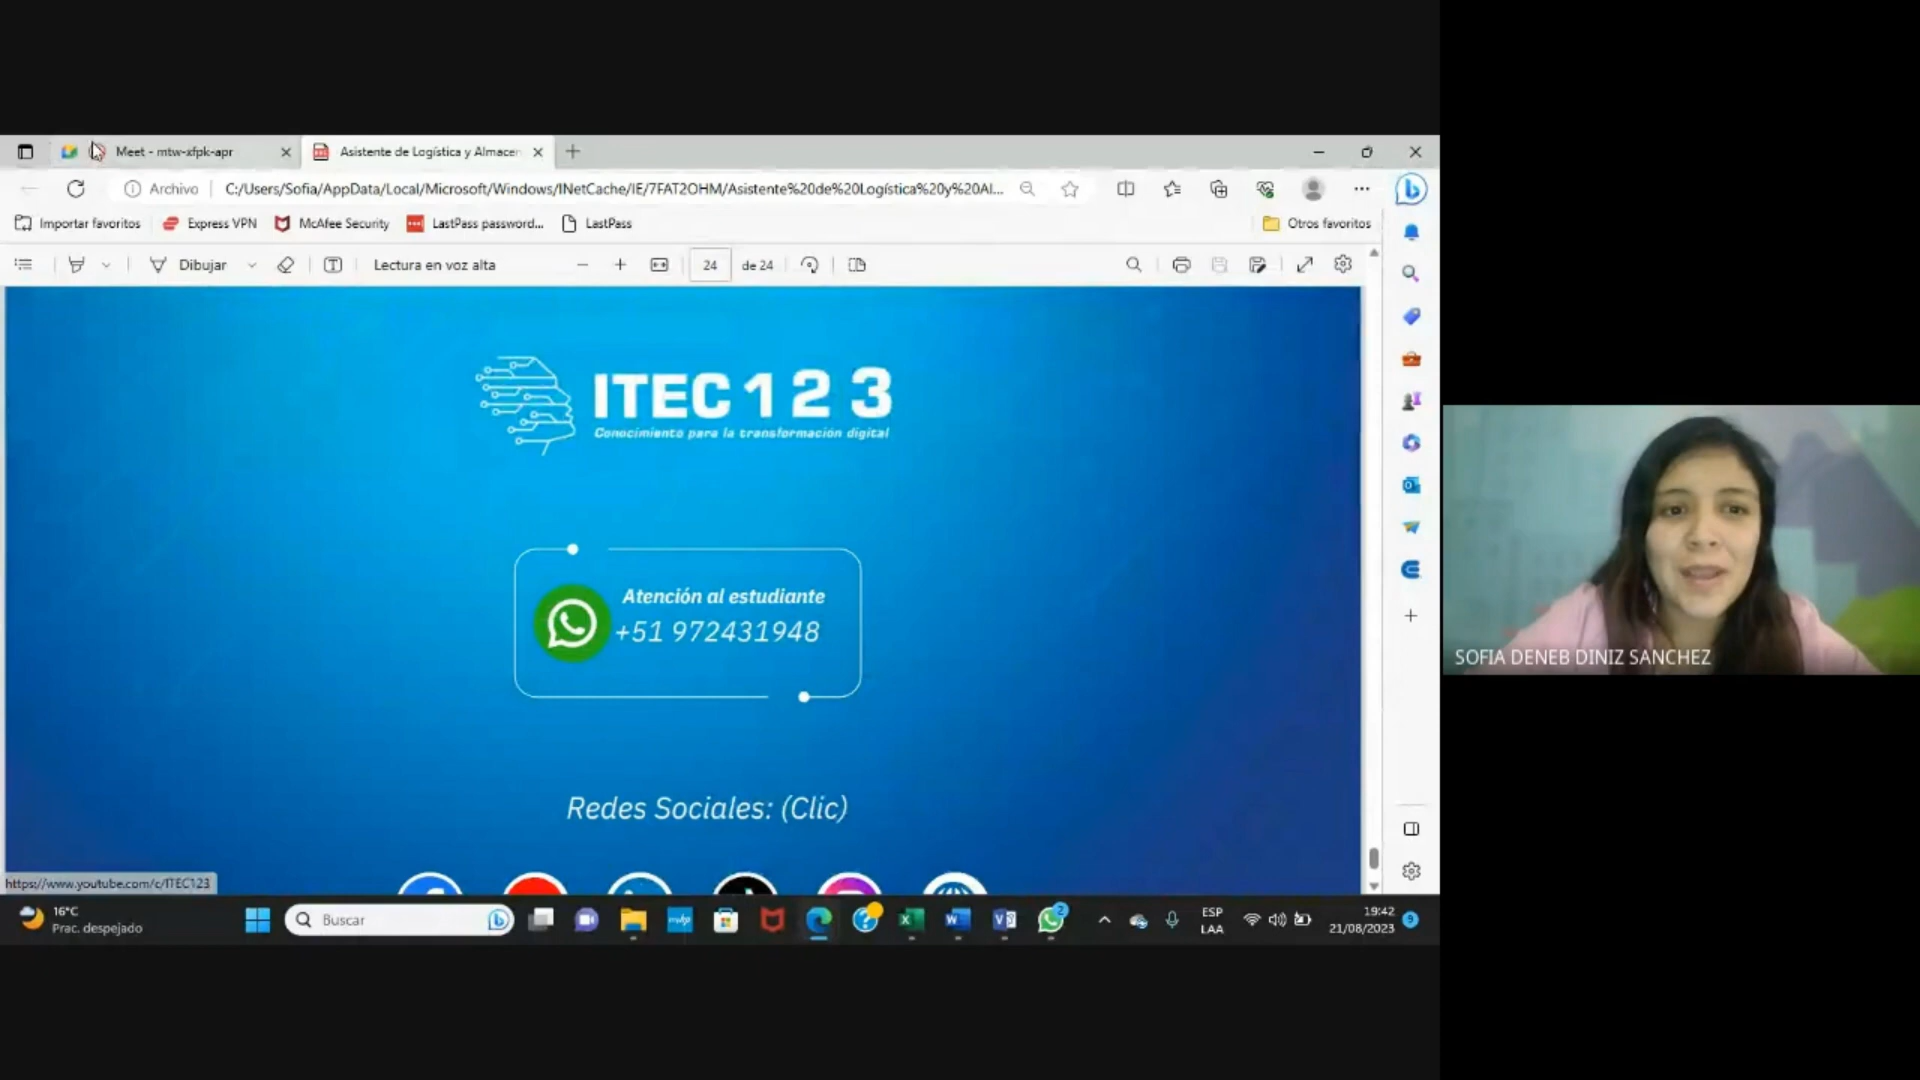 Meet - mtw-xfpk-apr
Asistente de Logística y Almacen
Archivo
C:/Users/Sofia/AppData/Local/Microsoft/Windows/INetCache/IE/7FAT2OHM/Asistente%20de%20Logística%20y%20Al...
Importar favoritos
Express VPN
McAfee Security
LastPass password...
LastPass
Otros favoritos
Dibujar
Lectura en voz alta
24
de 24
ITEC 1 2 3
Conocimiento para la transformación digital
Atención al estudiante
+51 972431948
Redes Sociales: (Clic)
https://www.youtube.com/c/ITEC123
SOFIA DENEB DINIZ SANCHEZ
16°C
Prac. despejado
Buscar
mvlp
2
ESP
LAA
19:42
21/08/2023
9